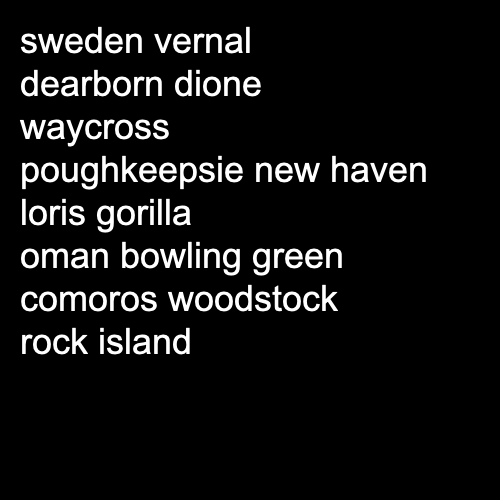 sweden vernal
dearborn dione
waycross
poughkeepsie new haven
loris gorilla
oman bowling green
comoros woodstock
rock island